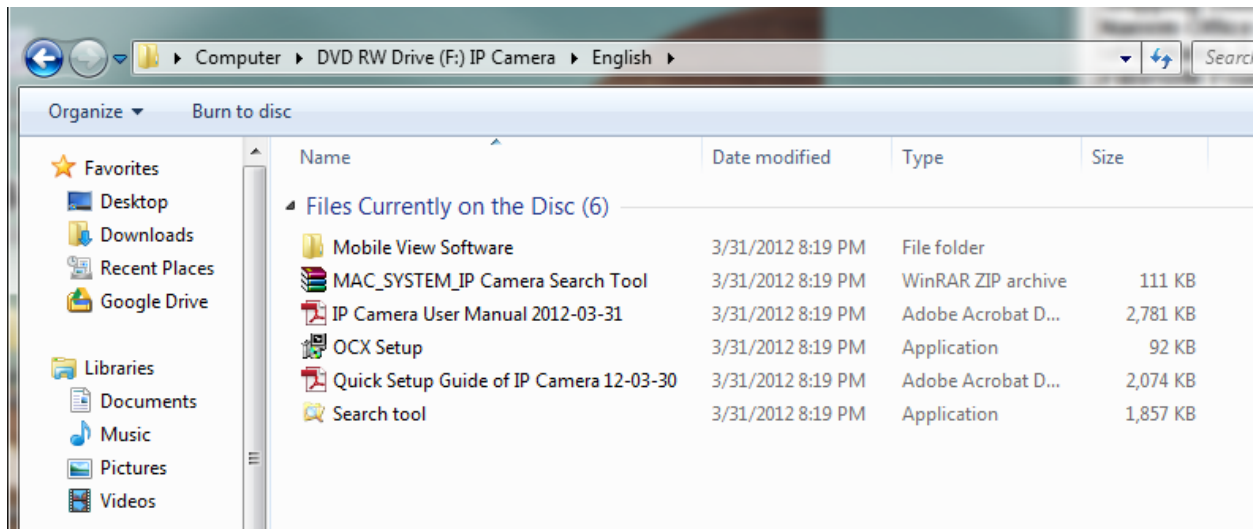 Computer ▸ DVD RW Drive (F:) IP Camera ▸ English ▸
Search
Organize
Burn to disc
Favorites
Desktop
Downloads
Recent Places
Google Drive
Libraries
Documents
Music
Pictures
Videos
Name Date modified Type Size
Files Currently on the Disc (6)
Mobile View Software 3/31/2012 8:19 PM File folder
MAC_SYSTEM_IP Camera Search Tool 3/31/2012 8:19 PM WinRAR ZIP archive 111 KB
IP Camera User Manual 2012-03-31 3/31/2012 8:19 PM Adobe Acrobat D... 2,781 KB
OCX Setup 3/31/2012 8:19 PM Application 92 KB
Quick Setup Guide of IP Camera 12-03-30 3/31/2012 8:19 PM Adobe Acrobat D... 2,074 KB
Search tool 3/31/2012 8:19 PM Application 1,857 KB